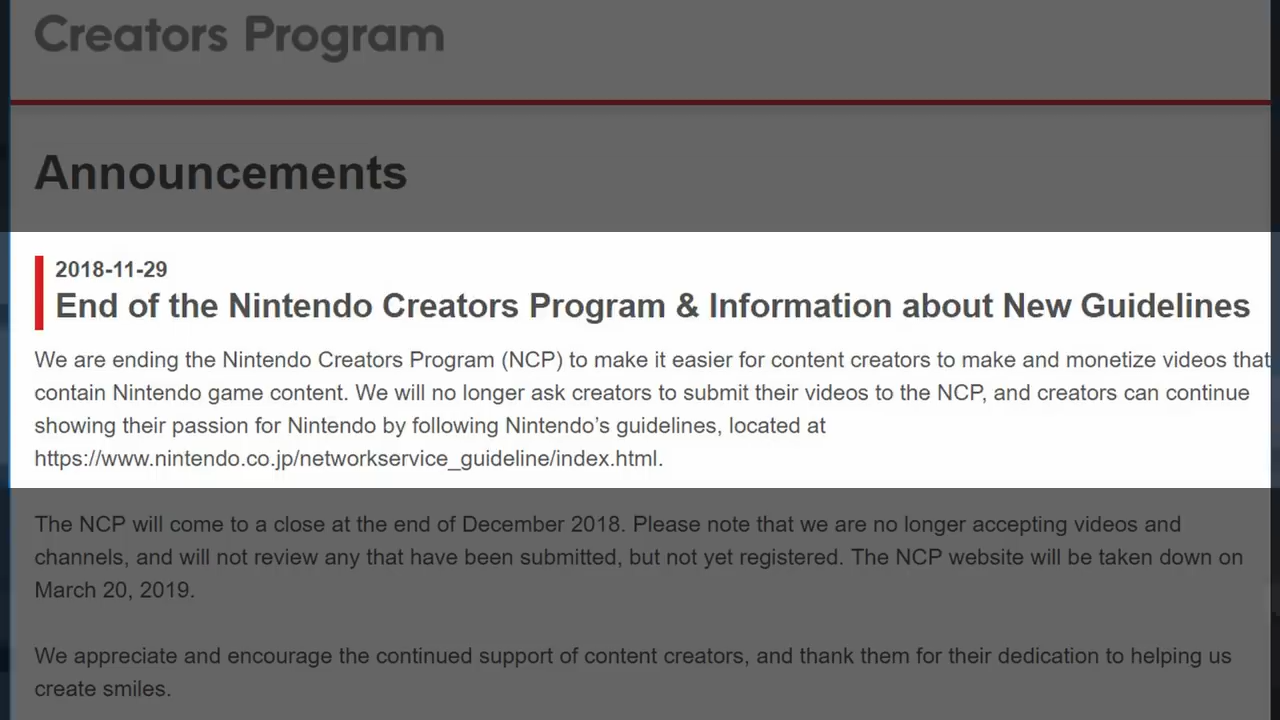 Creators Program
Announcements
2018-11-29
End of the Nintendo Creators Program & Information about New Guidelines
We are ending the Nintendo Creators Program (NCP) to make it easier for content creators to make and monetize videos that
contain Nintendo game content. We will no longer ask creators to submit their videos to the NCP, and creators can continue
showing their passion for Nintendo by following Nintendo’s guidelines, located at
https://www.nintendo.co.jp/networkservice_guideline/index.html.
The NCP will come to a close at the end of December 2018. Please note that we are no longer accepting videos and
channels, and will not review any that have been submitted, but not yet registered. The NCP website will be taken down on
March 20, 2019.
We appreciate and encourage the continued support of content creators, and thank them for their dedication to helping us
create smiles.